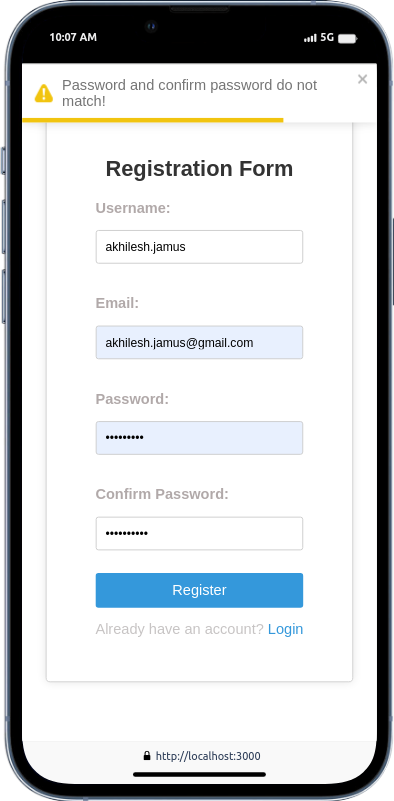 10:07 AM
5G
Password and confirm password do not
match!
×
Registration Form
Username:
akhilesh.jamus
Email:
akhilesh.jamus@gmail.com
Password:
•••••••••
Confirm Password:
••••••••••
Register
Already have an account? Login
http://localhost:3000